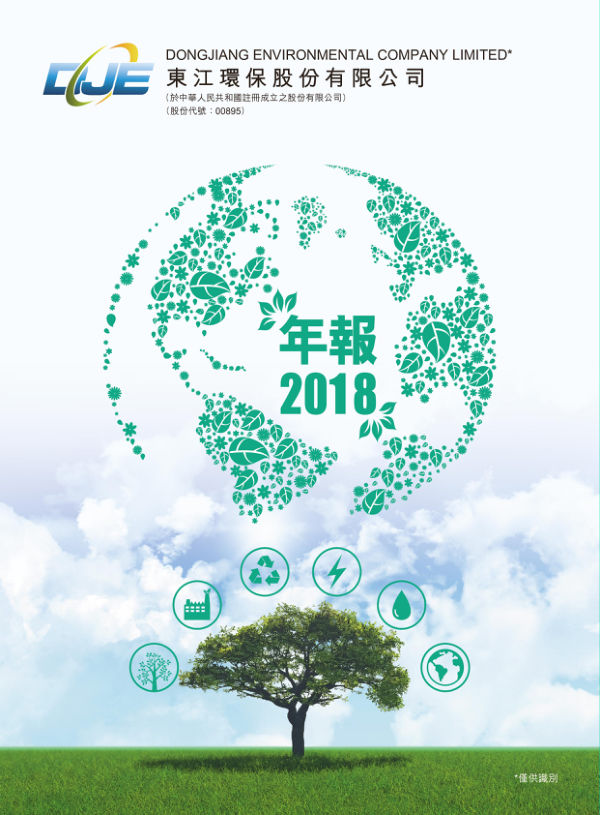 DJE
DONGJIANG ENVIRONMENTAL COMPANY LIMITED*
東江環保股份有限公司
（於中華人民共和國註冊成立之股份有限公司）
（股份代號：00895）
年報
2018
*僅供識別